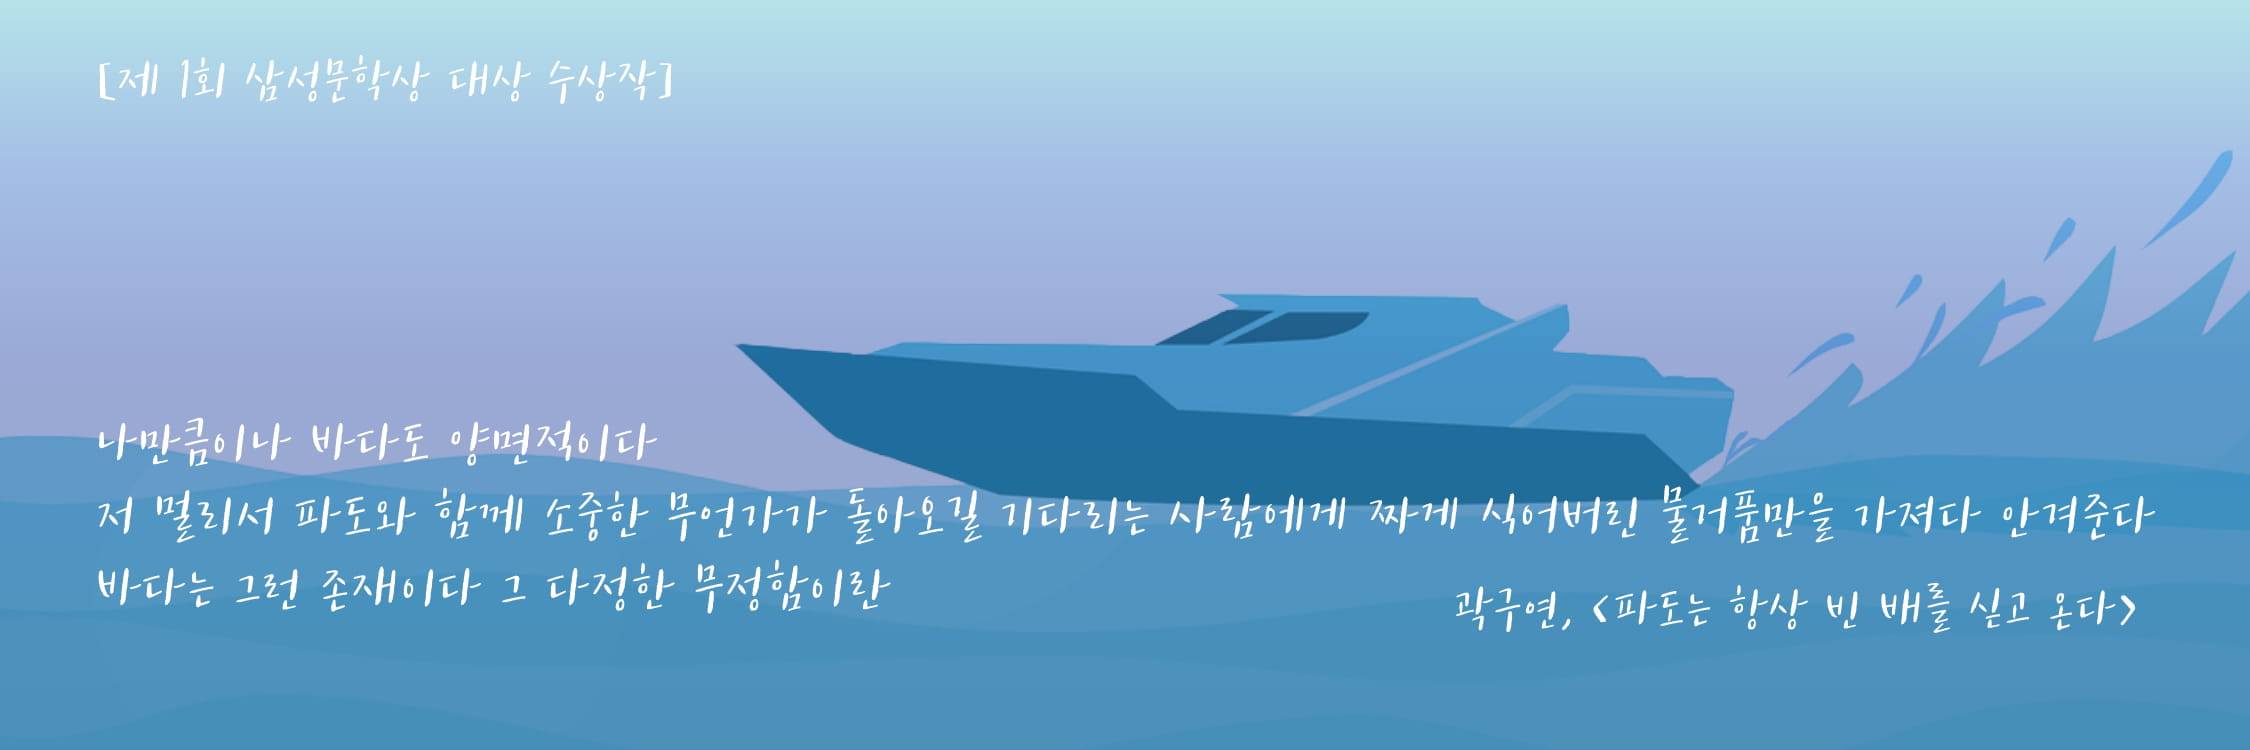 [제 1회 삼성문학상 대상 수상작]
나만큼이나 바다도 양면적이다
저 멀리서 파도와 함께 소중한 무언가가 돌아오길 기다리는 사람에게 짜게 식어버린 물거품만을 가져다 안겨준다
바다는 그런 존재이다 그 다정한 무정함이란
곽구연, <파도는 항상 빈 배를 싣고 온다>